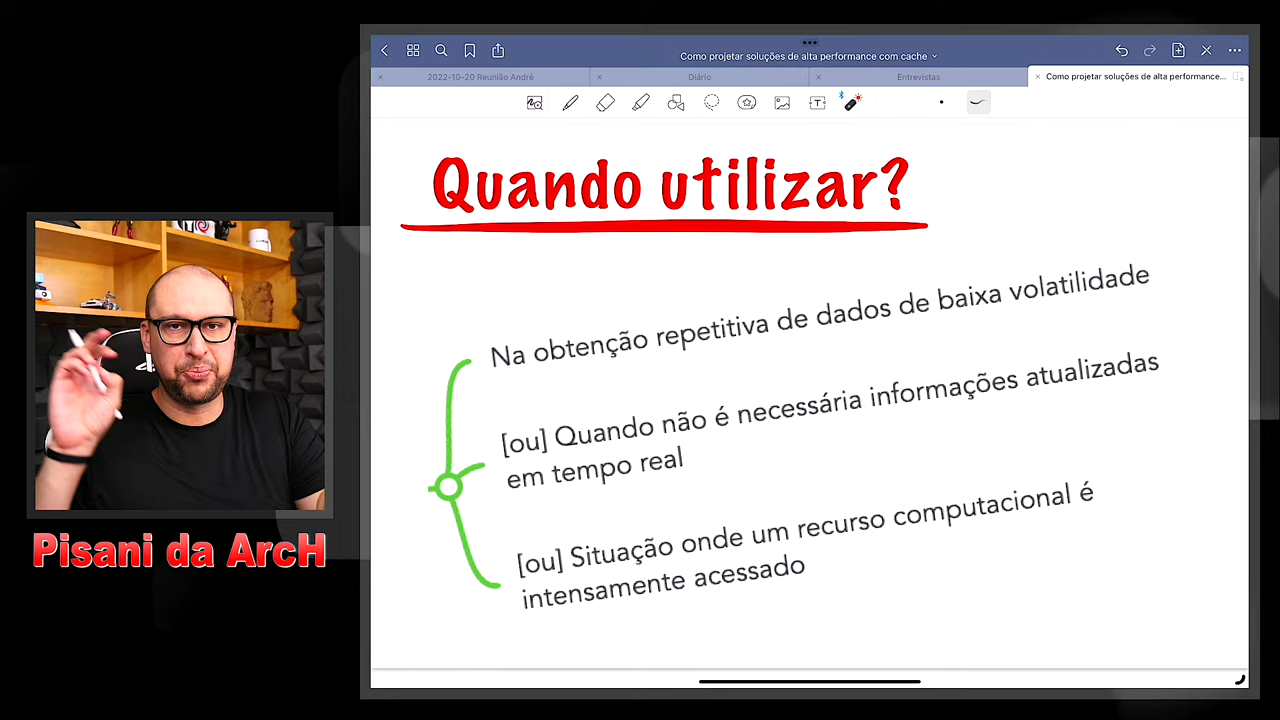 Como projetar soluções de alta performance com cache
2022-10-20 Reunião André
Diário
Entrevistas
Como projetar soluções de alta performance...
Quando utilizar?
Na obtenção repetitiva de dados de baixa volatilidade
[ou] Quando não é necessária informações atualizadas
em tempo real
[ou] Situação onde um recurso computacional é
intensamente acessado
Pisani da ArcH